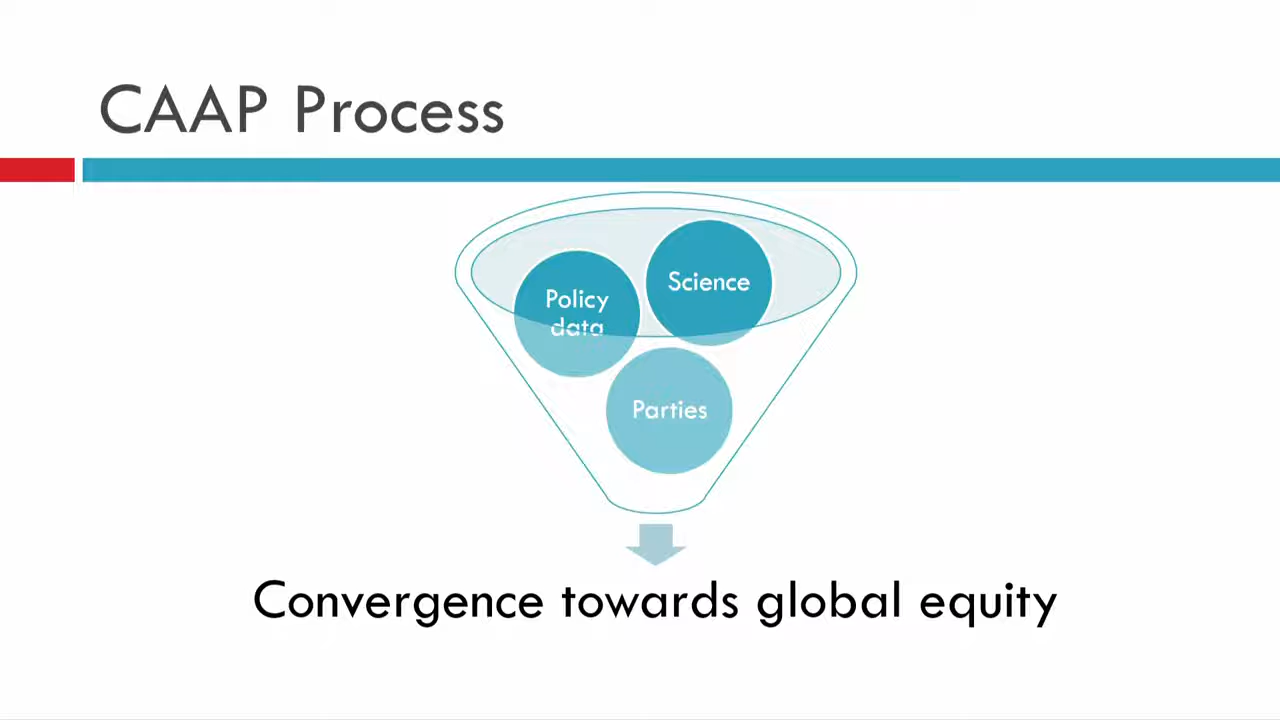 CAAP Process
Science
Policy
data
Parties
Convergence towards global equity